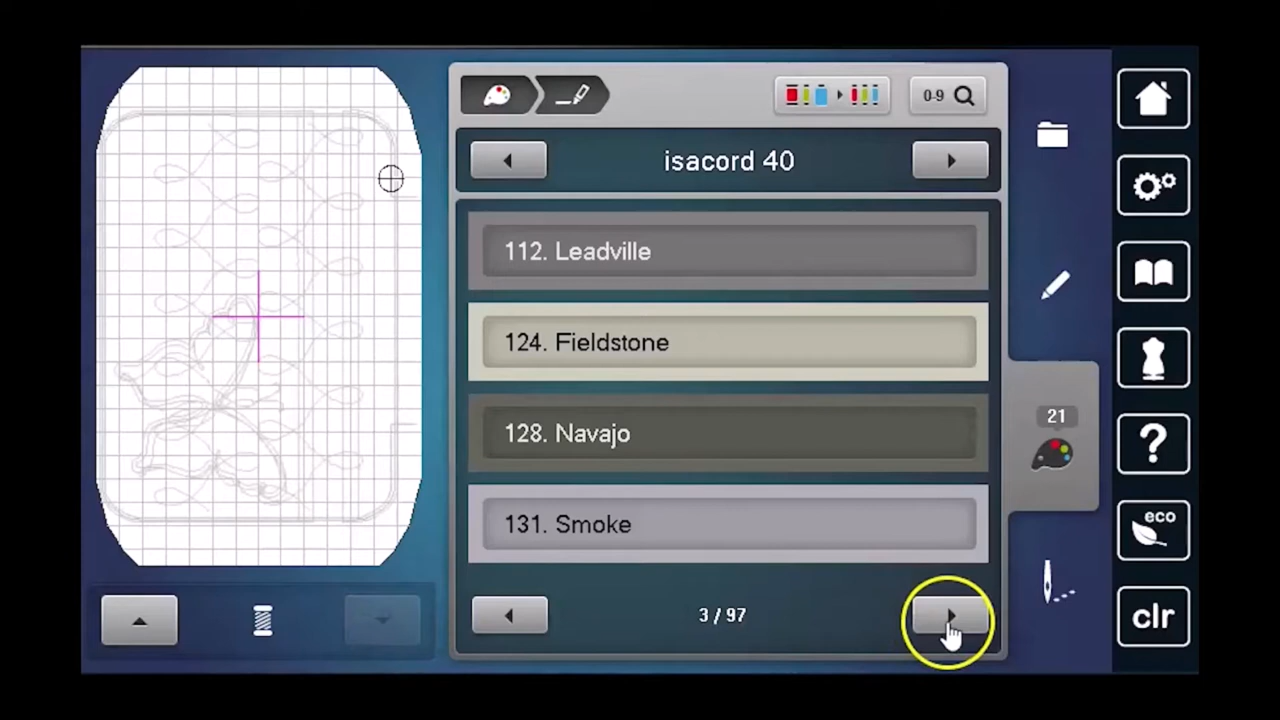 0-9
isacord 40
112. Leadville
124. Fieldstone
128. Navajo
131. Smoke
3 / 97
21
?
eco
clr